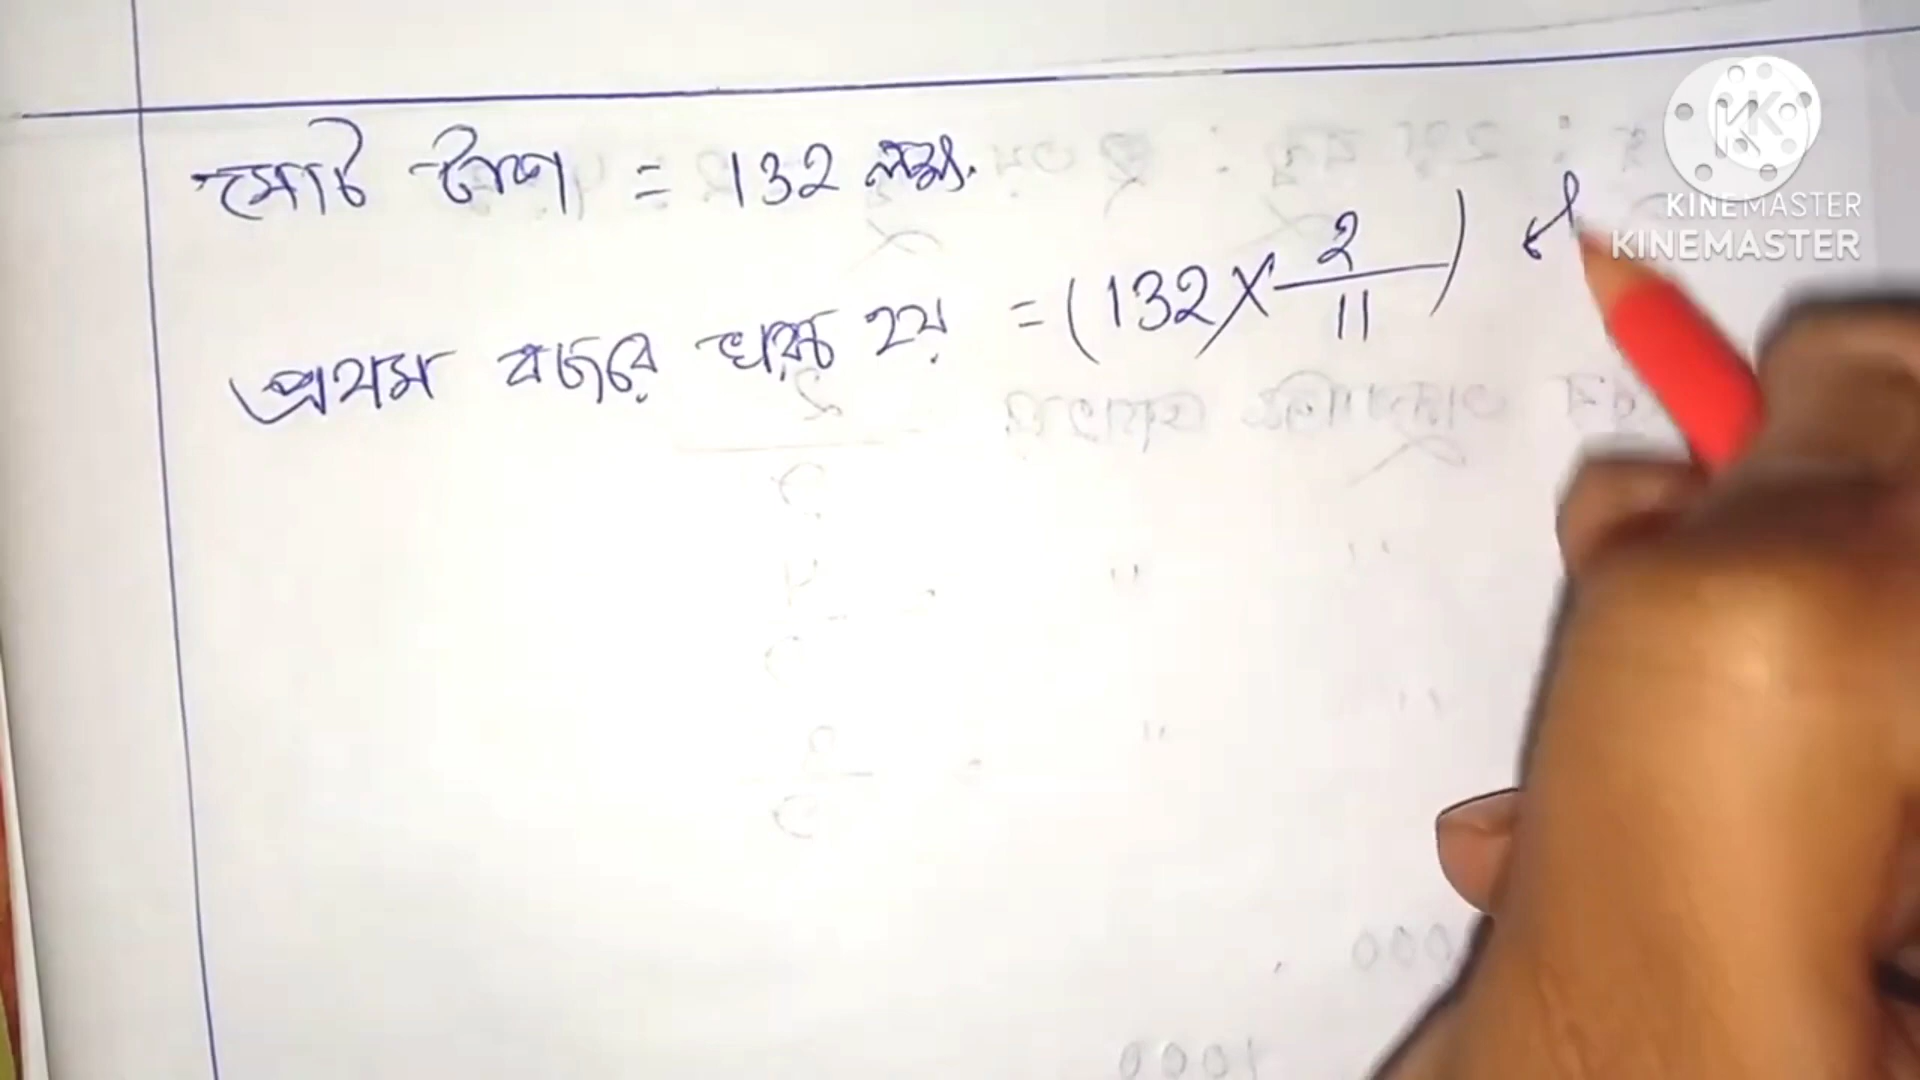 মোট টাকা = 132 লক্ষ.
প্রথম বছরে খরচ হয় = (132 × 2/11)
KINEMASTER
KINEMASTER